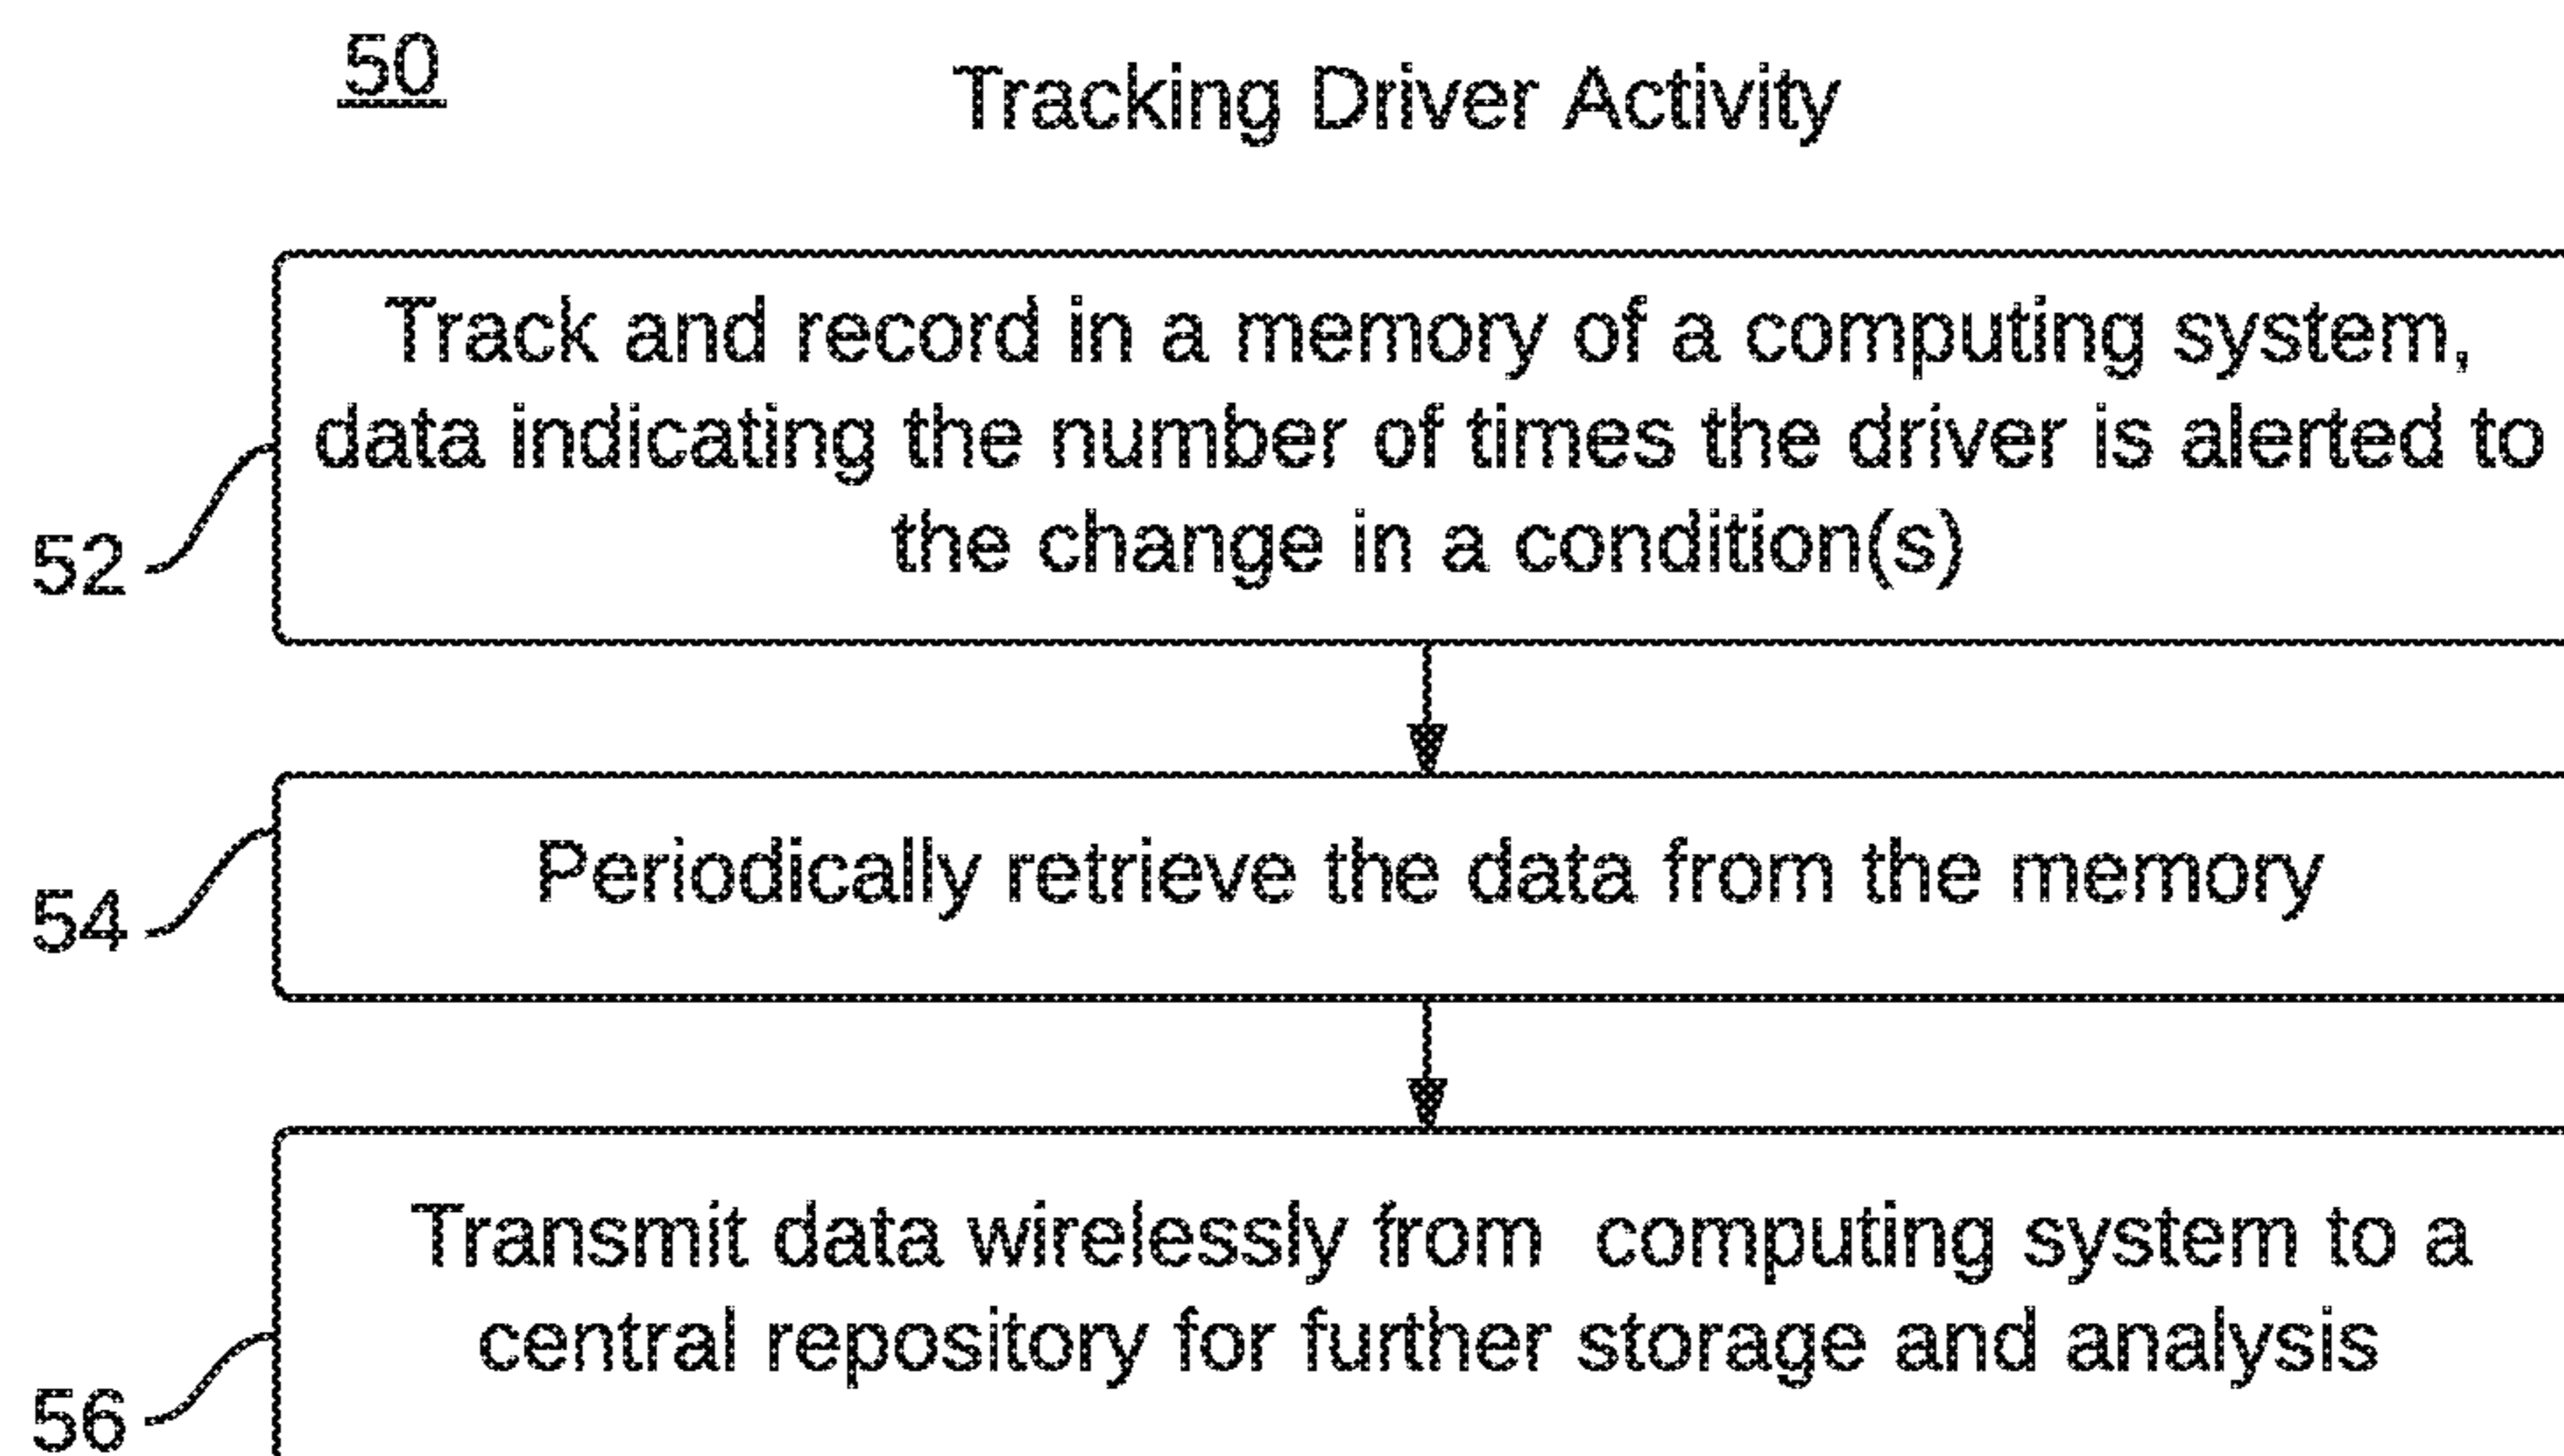 50
Tracking Driver Activity
Track and record in a memory of a computing system,
data indicating the number of times the driver is alerted to
the change in a condition(s)
52
Periodically retrieve the data from the memory
54
Transmit data wirelessly from  computing system to a
central repository for further storage and analysis
56